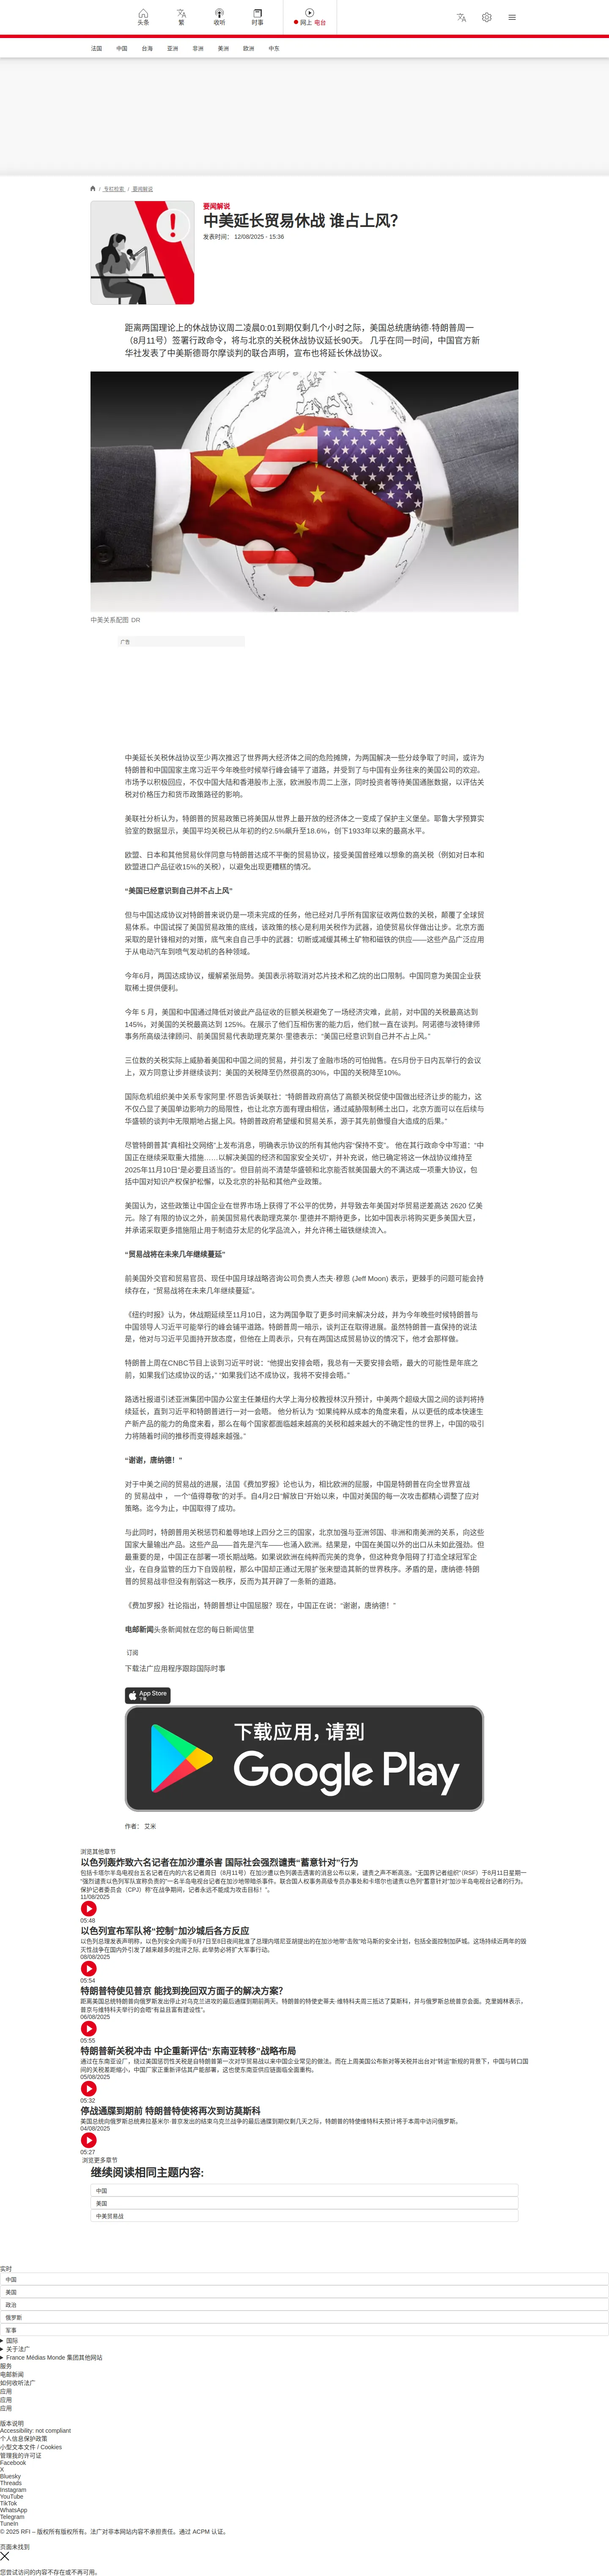 头条
繁
收听
时事
网上 电台
法国
中国
台海
亚洲
非洲
美洲
欧洲
中东
/ 专栏检索 / 要闻解说
要闻解说
中美延长贸易休战 谁占上风?
发表时间： 12/08/2025 - 15:36
距离两国理论上的休战协议周二凌晨0:01到期仅剩几个小时之际，美国总统唐纳德·特朗普周一
（8月11号）签署行政命令，将与北京的关税休战协议延长90天。 几乎在同一时间，中国官方新
华社发表了中美斯德哥尔摩谈判的联合声明，宣布也将延长休战协议。
中美关系配图 DR
广告
中美延长关税休战协议至少再次推迟了世界两大经济体之间的危险摊牌，为两国解决一些分歧争取了时间，或许为
特朗普和中国国家主席习近平今年晚些时候举行峰会铺平了道路，并受到了与中国有业务往来的美国公司的欢迎。
市场予以积极回应，不仅中国大陆和香港股市上涨，欧洲股市周二上涨，同时投资者等待美国通胀数据，以评估关
税对价格压力和货币政策路径的影响。
美联社分析认为，特朗普的贸易政策已将美国从世界上最开放的经济体之一变成了保护主义堡垒。耶鲁大学预算实
验室的数据显示，美国平均关税已从年初的约2.5%飙升至18.6%，创下1933年以来的最高水平。
欧盟、日本和其他贸易伙伴同意与特朗普达成不平衡的贸易协议，接受美国曾经难以想象的高关税（例如对日本和
欧盟进口产品征收15%的关税），以避免出现更糟糕的情况。
“美国已经意识到自己并不占上风”
但与中国达成协议对特朗普来说仍是一项未完成的任务，他已经对几乎所有国家征收两位数的关税，颠覆了全球贸
易体系。中国试探了美国贸易政策的底线，该政策的核心是利用关税作为武器，迫使贸易伙伴做出让步。北京方面
采取的是针锋相对的对策，底气来自自己手中的武器：切断或减缓其稀土矿物和磁铁的供应——这些产品广泛应用
于从电动汽车到喷气发动机的各种领域。
今年6月，两国达成协议，缓解紧张局势。美国表示将取消对芯片技术和乙烷的出口限制。中国同意为美国企业获
取稀土提供便利。
今年 5 月，美国和中国通过降低对彼此产品征收的巨额关税避免了一场经济灾难，此前，对中国的关税最高达到
145%，对美国的关税最高达到 125%。在展示了他们互相伤害的能力后，他们就一直在谈判。阿诺德与波特律师
事务所高级法律顾问、前美国贸易代表助理克莱尔·里德表示：“美国已经意识到自己并不占上风。”
三位数的关税实际上威胁着美国和中国之间的贸易，并引发了金融市场的可怕抛售。在5月份于日内瓦举行的会议
上，双方同意让步并继续谈判：美国的关税降至仍然很高的30%，中国的关税降至10%。
国际危机组织美中关系专家阿里·怀恩告诉美联社：“特朗普政府高估了高额关税促使中国做出经济让步的能力，这
不仅凸显了美国单边影响力的局限性，也让北京方面有理由相信，通过威胁限制稀土出口，北京方面可以在后续与
华盛顿的谈判中无限期地占据上风。特朗普政府希望缓和贸易关系，源于其先前傲慢自大造成的后果。”
尽管特朗普其“真相社交网络”上发布消息，明确表示协议的所有其他内容“保持不变”。 他在其行政命令中写道：“中
国正在继续采取重大措施……以解决美国的经济和国家安全关切”，并补充说，他已确定将这一休战协议维持至
2025年11月10日“是必要且适当的”。但目前尚不清楚华盛顿和北京能否就美国最大的不满达成一项重大协议，包
括中国对知识产权保护松懈，以及北京的补贴和其他产业政策。
美国认为，这些政策让中国企业在世界市场上获得了不公平的优势，并导致去年美国对华贸易逆差高达 2620 亿美
元。除了有限的协议之外，前美国贸易代表助理克莱尔·里德并不期待更多，比如中国表示将购买更多美国大豆，
并承诺采取更多措施阻止用于制造芬太尼的化学品流入，并允许稀土磁铁继续流入。
“贸易战将在未来几年继续蔓延”
前美国外交官和贸易官员、现任中国月球战略咨询公司负责人杰夫·穆恩 (Jeff Moon) 表示，更棘手的问题可能会持
续存在，“贸易战将在未来几年继续蔓延”。
《纽约时报》认为，休战期延续至11月10日，这为两国争取了更多时间来解决分歧，并为今年晚些时候特朗普与
中国领导人习近平可能举行的峰会铺平道路。特朗普周一暗示，谈判正在取得进展。虽然特朗普一直保持的说法
是，他对与习近平见面持开放态度，但他在上周表示，只有在两国达成贸易协议的情况下，他才会那样做。
特朗普上周在CNBC节目上谈到习近平时说：“他提出安排会晤，我总有一天要安排会晤，最大的可能性是年底之
前，如果我们达成协议的话，” “如果我们达不成协议，我将不安排会晤。”
路透社报道引述亚洲集团中国办公室主任兼纽约大学上海分校教授林汉升预计，中美两个超级大国之间的谈判将持
续延长，直到习近平和特朗普进行一对一会晤。 他分析认为 “如果纯粹从成本的角度来看，从以更低的成本快速生
产新产品的能力的角度来看，那么在每个国家都面临越来越高的关税和越来越大的不确定性的世界上，中国的吸引
力将随着时间的推移而变得越来越强。”
“谢谢，唐纳德！”
对于中美之间的贸易战的进展，法国《费加罗报》论也认为，相比欧洲的屈服，中国是特朗普在向全世界宣战
的 贸易战中 ， 一个“值得尊敬”的对手。自4月2日“解放日”开始以来，中国对美国的每一次攻击都精心调整了应对
策略。迄今为止，中国取得了成功。
与此同时，特朗普用关税惩罚和羞辱地球上四分之三的国家，北京加强与亚洲邻国、非洲和南美洲的关系，向这些
国家大量输出产品。这些产品——首先是汽车——也涌入欧洲。结果是，中国在美国以外的出口从未如此强劲。但
最重要的是，中国正在部署一项长期战略。如果说欧洲在纯粹而完美的竞争，但这种竞争阻碍了打造全球冠军企
业，在自身监管的压力下自毁前程，那么中国却正通过无限扩张来塑造其新的世界秩序。矛盾的是，唐纳德·特朗
普的贸易战非但没有削弱这一秩序，反而为其开辟了一条新的道路。
《费加罗报》社论指出，特朗普想让中国屈服？现在，中国正在说：“谢谢，唐纳德！”
电邮新闻头条新闻就在您的每日新闻信里
订阅
下载法广应用程序跟踪国际时事
App Store
下载
下载应用，请到
Google Play
作者： 艾米
浏览其他章节
以色列轰炸致六名记者在加沙遭杀害 国际社会强烈谴责“蓄意针对”行为
包括卡塔尔半岛电视台五名记者在内的六名记者周日（8月11号）在加沙遭以色列袭击遇害的消息公布以来，谴责之声不断高涨。“无国界记者组织”（RSF）于8月11日星期一
“强烈谴责以色列军队宣称负责的”一名半岛电视台记者在加沙地带暗杀事件。联合国人权事务高级专员办事处和卡塔尔也谴责以色列“蓄意针对”加沙半岛电视台记者的行为。
保护记者委员会（CPJ）称“在战争期间，记者永远不能成为攻击目标！”。
11/08/2025
05:48
以色列宣布军队将“控制”加沙城后各方反应
以色列总理发表声明称，以色列安全内阁于8月7日至8日夜间批准了总理内塔尼亚胡提出的在加沙地带“击败”哈马斯的安全计划，包括全面控制加萨城。这场持续近两年的毁
灭性战争在国内外引发了越来越多的批评之际, 此举势必将扩大军事行动。
08/08/2025
05:54
特朗普特使见普京 能找到挽回双方面子的解决方案?
距离美国总统特朗普向俄罗斯发出停止对乌克兰进攻的最后通牒到期前两天，特朗普的特使史蒂夫·维特科夫周三抵达了莫斯科，并与俄罗斯总统普京会面。克里姆林表示，
普京与维特科夫举行的会晤“有益且富有建设性”。
06/08/2025
05:55
特朗普新关税冲击 中企重新评估“东南亚转移”战略布局
通过在东南亚设厂，绕过美国惩罚性关税是自特朗普第一次对华贸易战以来中国企业常见的做法。而在上周美国公布新对等关税并出台对“转运”新规的背景下，中国与转口国
间的关税差距缩小，中国厂家正重新评估其产能部署，这也使东南亚供应链面临全盘重构。
05/08/2025
05:32
停战通牒到期前 特朗普特使将再次到访莫斯科
美国总统向俄罗斯总统弗拉基米尔·普京发出的结束乌克兰战争的最后通牒到期仅剩几天之际，特朗普的特使维特科夫预计将于本周中访问俄罗斯。
04/08/2025
05:27
浏览更多章节
继续阅读相同主题内容:
中国
美国
中美贸易战
实时
中国
美国
政治
俄罗斯
军事
国际
关于法广
France Médias Monde 集团其他网站
服务
电邮新闻
如何收听法广
应用
应用
应用
版本说明
Accessibility: not compliant
个人信息保护政策
小型文本文件 / Cookies
管理我的许可证
Facebook
X
Bluesky
Threads
Instagram
YouTube
TikTok
WhatsApp
Telegram
TuneIn
© 2025 RFI – 版权所有版权所有。法广对非本网站内容不承担责任。通过 ACPM 认证。
页面未找到
您尝试访问的内容不存在或不再可用。